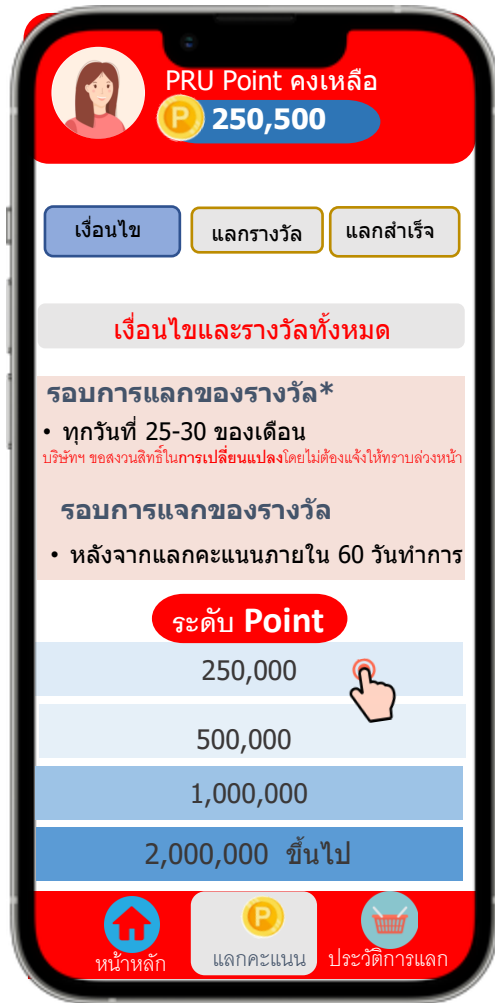 PRU Point คงเหลือ
P 250,500
เงื่อนไข แลกรางวัล แลกสำเร็จ
เงื่อนไขและรางวัลทั้งหมด
รอบการแลกของรางวัล*
• ทุกวันที่ 25-30 ของเดือน
บริษัทฯ ขอสงวนสิทธิ์ในการเปลี่ยนแปลงโดยไม่ต้องแจ้งให้ทราบล่วงหน้า
รอบการแจกของรางวัล
• หลังจากแลกคะแนนภายใน 60 วันทำการ
ระดับ Point
250,000
500,000
1,000,000
2,000,000 ขึ้นไป
P
หน้าหลัก แลกคะแนน ประวัติการแลก